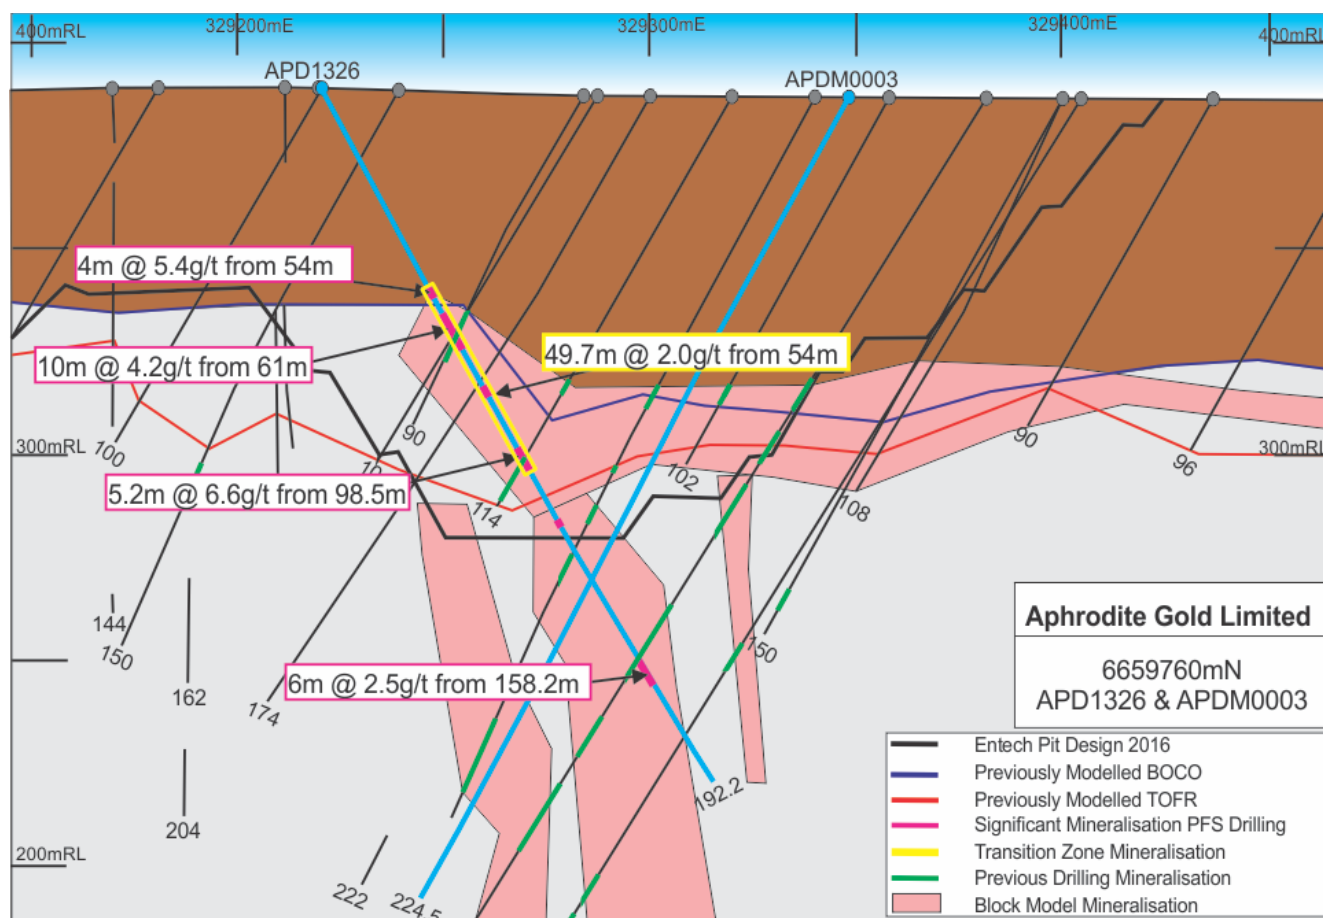 400mRL
329200mE
329300mE
329400mE
400mRL
APD1326
APDM0003
4m @ 5.4g/t from 54m
10m @ 4.2g/t from 61m
49.7m @ 2.0g/t from 54m
300mRL
300mRL
100
90
102
90
96
5.2m @ 6.6g/t from 98.5m
114
108
144
150
150
162
174
6m @ 2.5g/t from 158.2m
192.2
204
200mRL
222
224.5
Aphrodite Gold Limited
6659760mN
APD1326 & APDM0003
Entech Pit Design 2016
Previously Modelled BOCO
Previously Modelled TOFR
Significant Mineralisation PFS Drilling
Transition Zone Mineralisation
Previous Drilling Mineralisation
Block Model Mineralisation